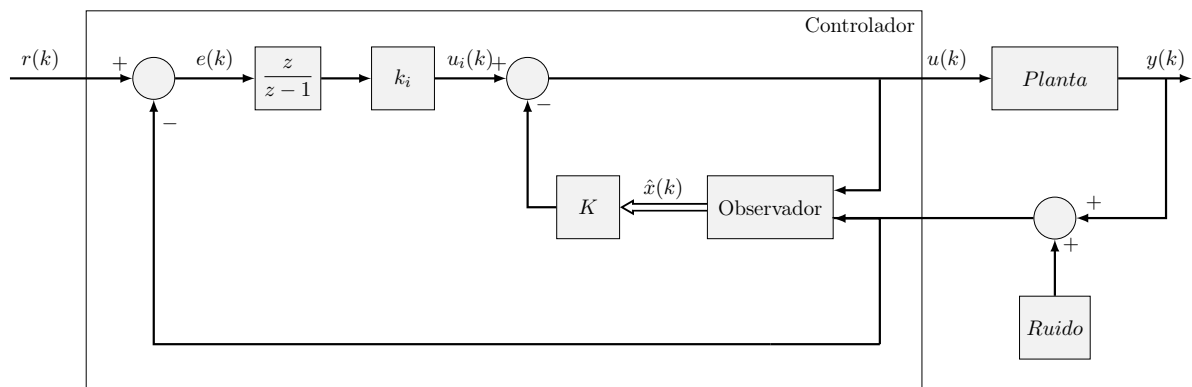 Controlador
r(k)
+
e(k)
z
z − 1
k_i
u_i(k)
+
u(k)
Planta
y(k)
−
−
K
x̂(k)
Observador
+
+
Ruido